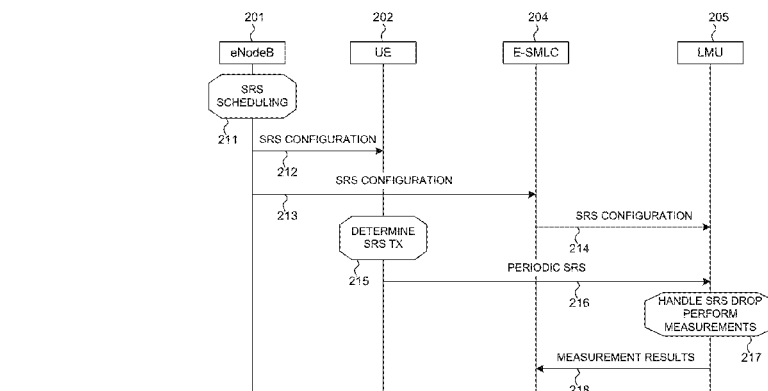 201 202 204 205
eNodeB UE E-SMLC LMU
SRS
SCHEDULING
211
SRS CONFIGURATION
212
SRS CONFIGURATION
213
SRS CONFIGURATION
214
DETERMINE
SRS TX
215
PERIODIC SRS
216
HANDLE SRS DROP
PERFORM
MEASUREMENTS
217
MEASUREMENT RESULTS
218